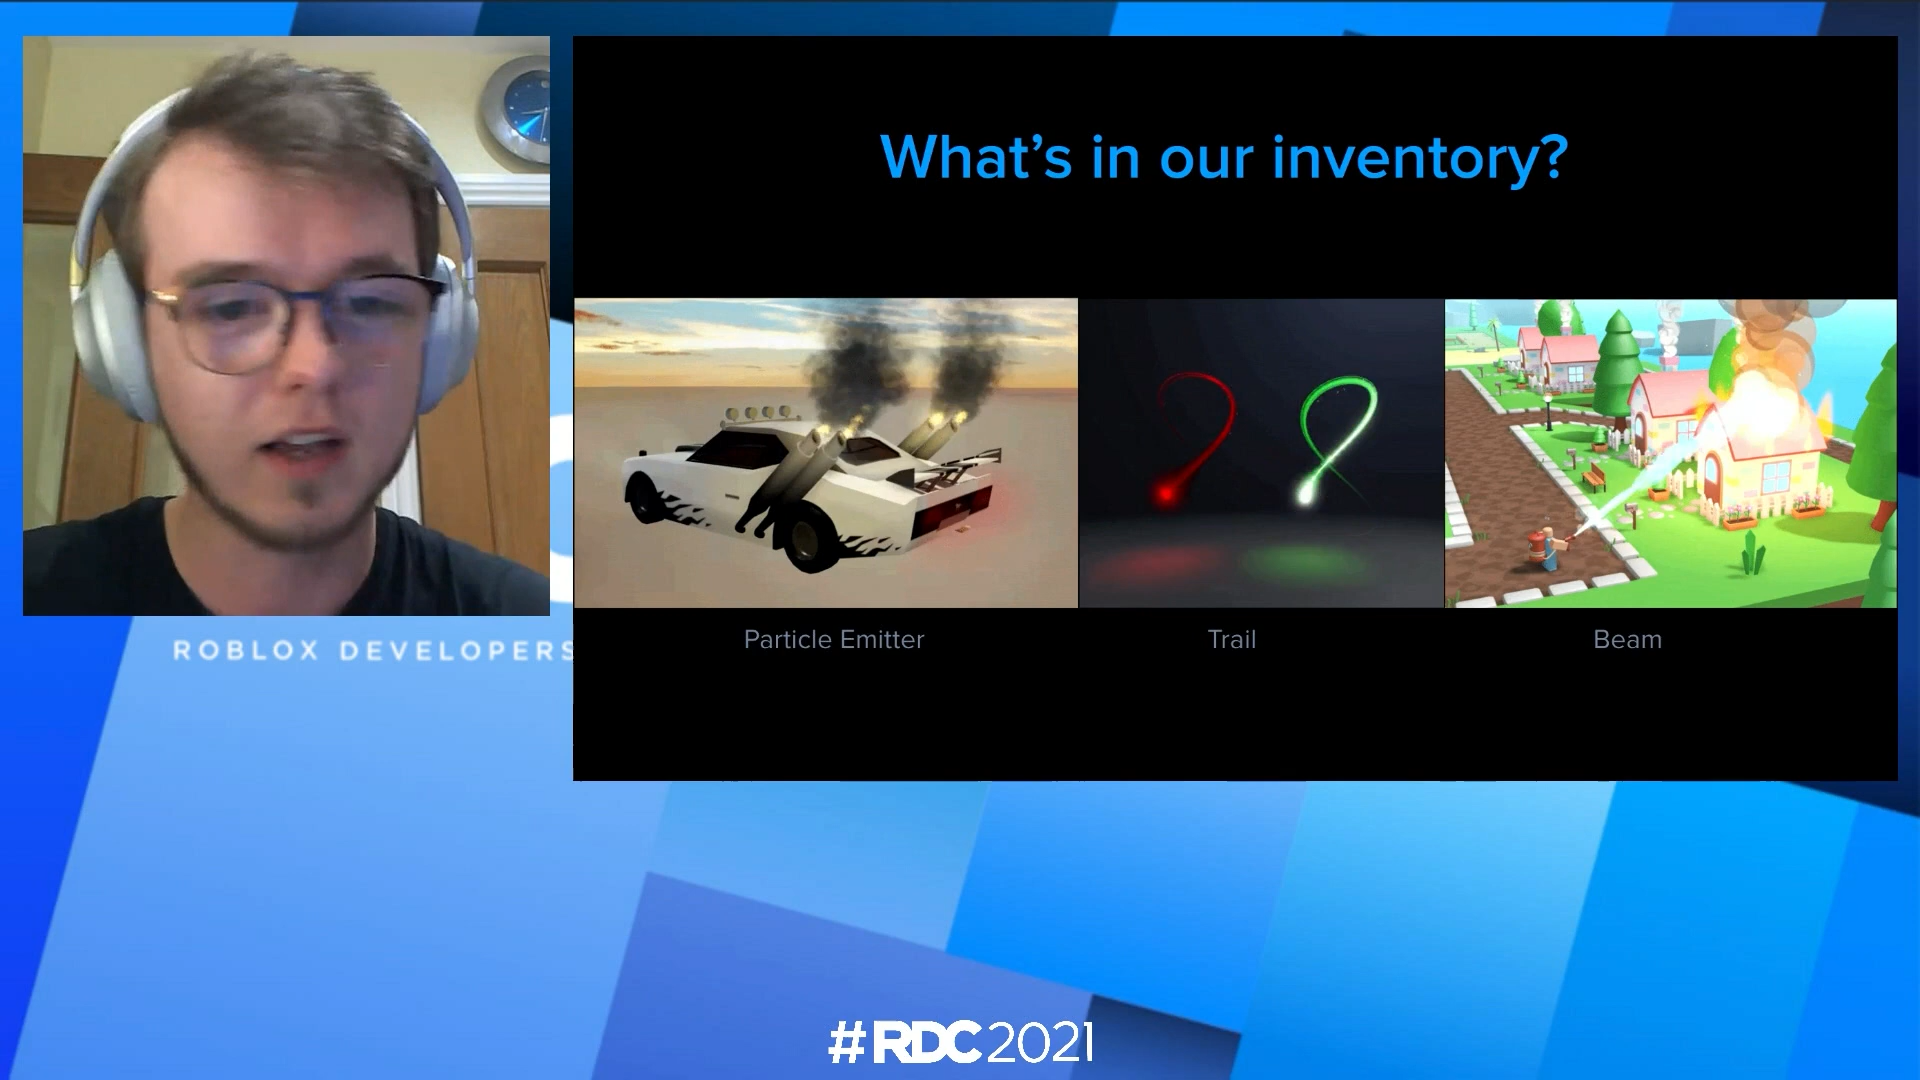 What's in our inventory?
Particle Emitter
Trail
Beam
ROBLOX DEVELOPERS
#RDC2021